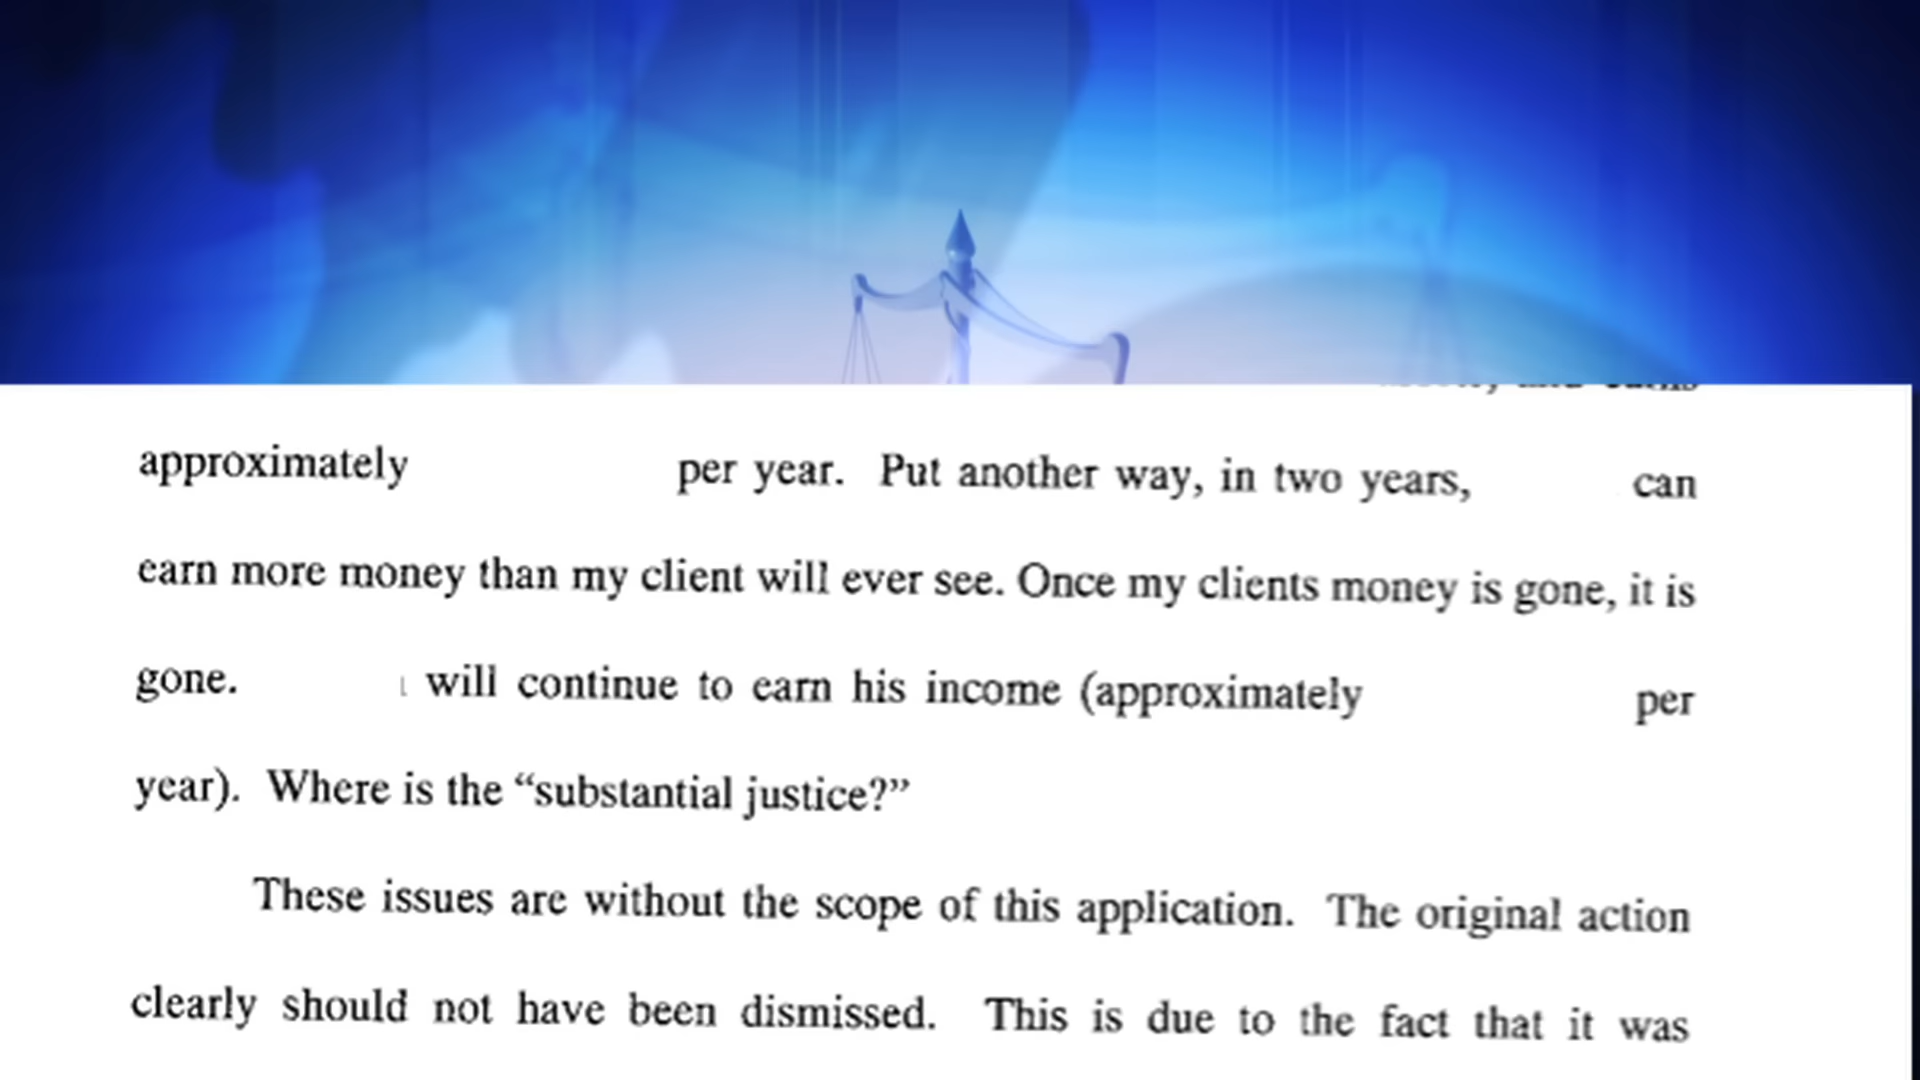 approximately per year. Put another way, in two years, can
earn more money than my client will ever see. Once my clients money is gone, it is
gone. will continue to earn his income (approximately per
year). Where is the “substantial justice?”
These issues are without the scope of this application. The original action
clearly should not have been dismissed. This is due to the fact that it was